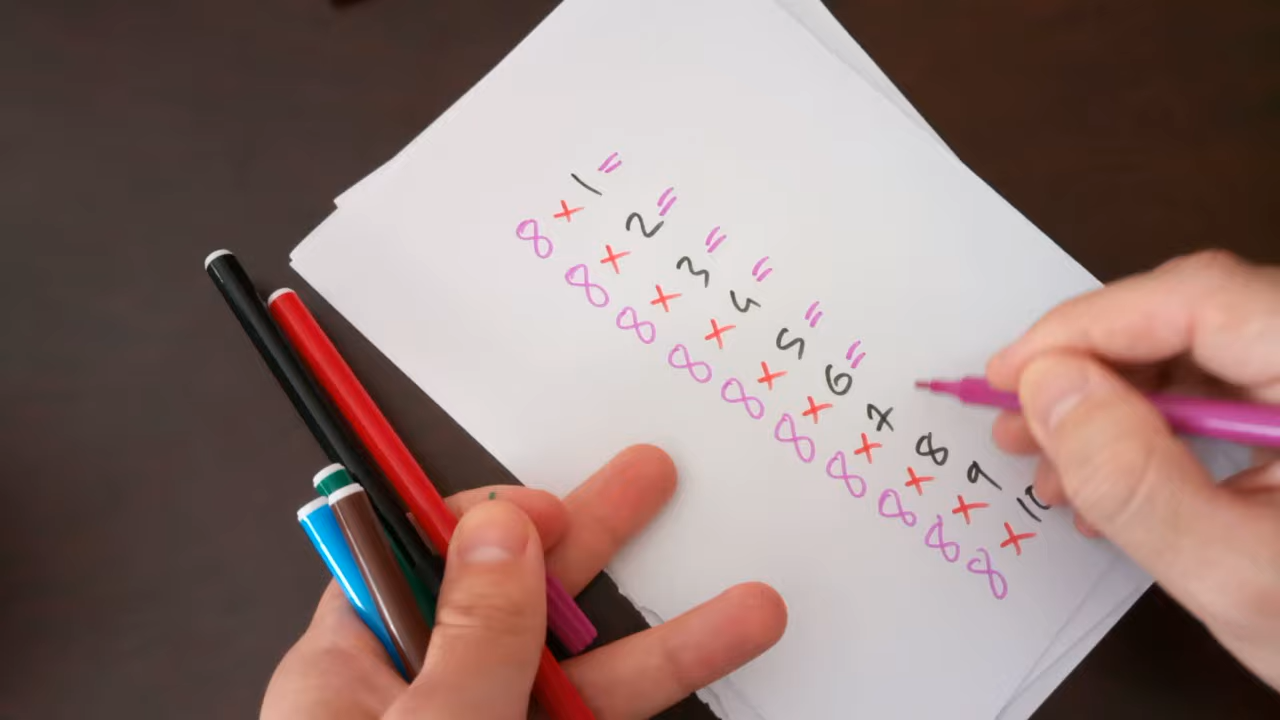 8 × 1 =
8 × 2 =
8 × 3 =
8 × 4 =
8 × 5 =
8 × 6 =
8 × 7
8 × 8
8 × 9
8 × 10